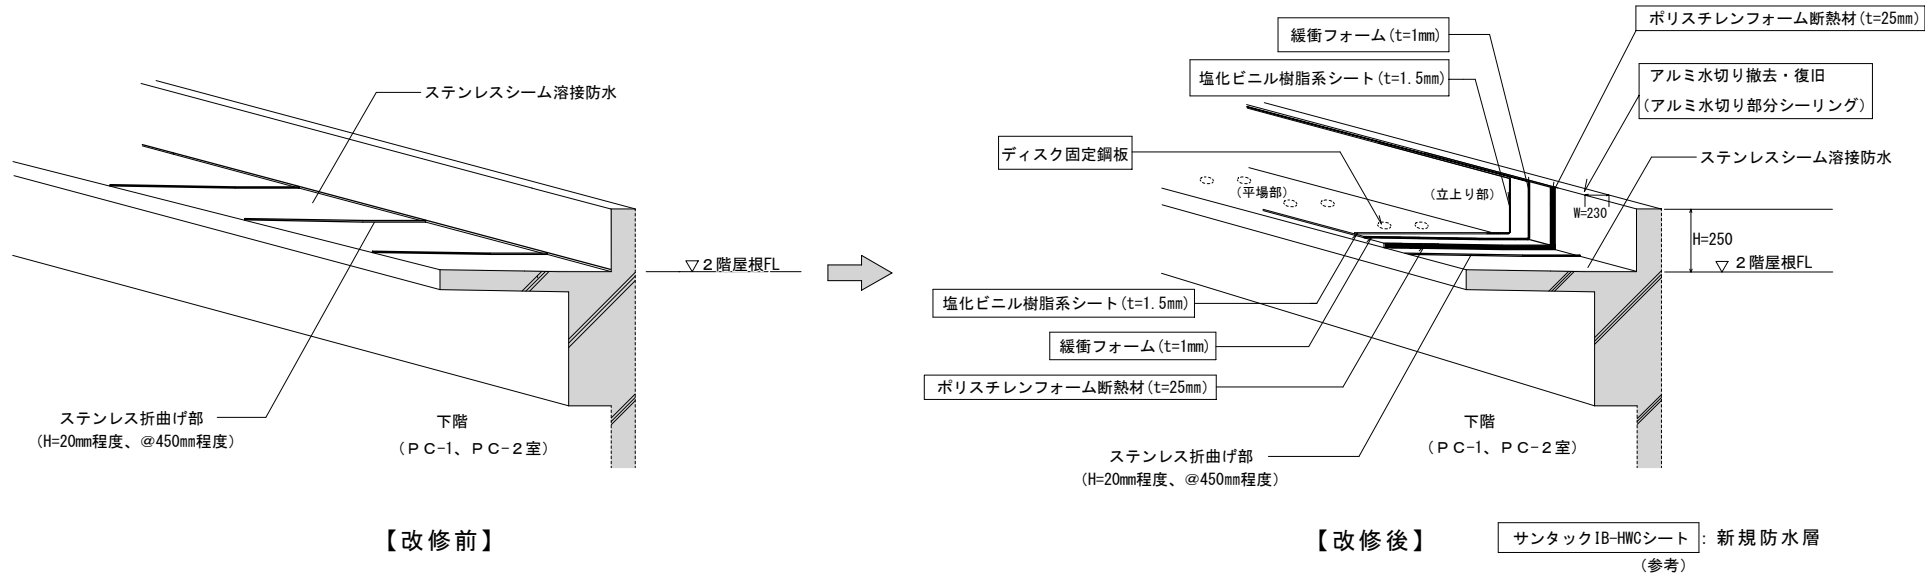 ステンレスシーム溶接防水
▽2階屋根FL
ステンレス折曲げ部
(H=20mm程度、@450mm程度)
下階
(PC-1、PC-2室)
【改修前】
ポリスチレンフォーム断熱材(t=25mm)
緩衝フォーム(t=1mm)
塩化ビニル樹脂系シート(t=1.5mm)
アルミ水切り撤去・復旧
(アルミ水切り部分シーリング)
ディスク固定鋼板
ステンレスシーム溶接防水
(平場部)
(立上り部)
W=230
H=250
▽2階屋根FL
塩化ビニル樹脂系シート(t=1.5mm)
緩衝フォーム(t=1mm)
ポリスチレンフォーム断熱材(t=25mm)
下階
(PC-1、PC-2室)
ステンレス折曲げ部
(H=20mm程度、@450mm程度)
【改修後】
サンタックIB-HWCシート : 新規防水層
(参考)